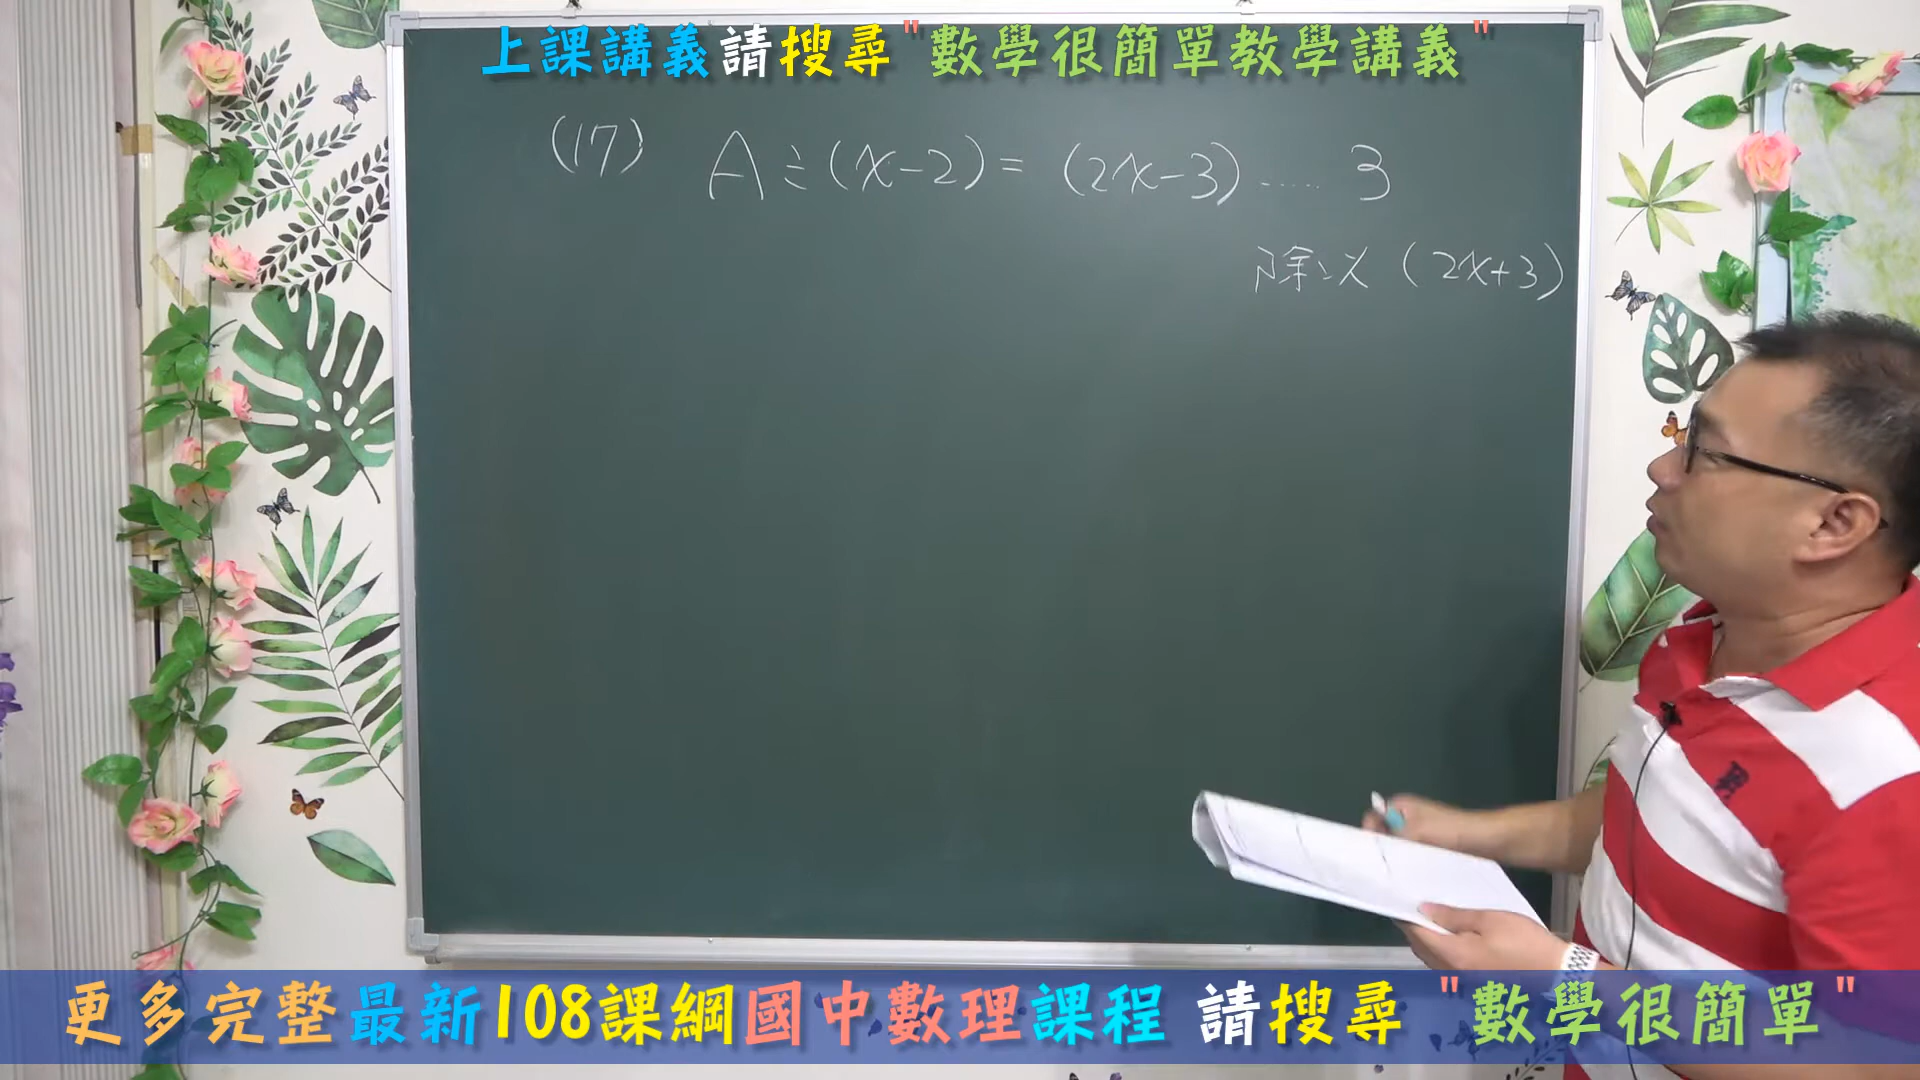 上課講義請搜尋"數學很簡單教學講義"
(17) A÷(x-2)=(2x-3)……3
除以(2x+3)
更多完整最新108課綱國中數理課程 請搜尋 "數學很簡單"